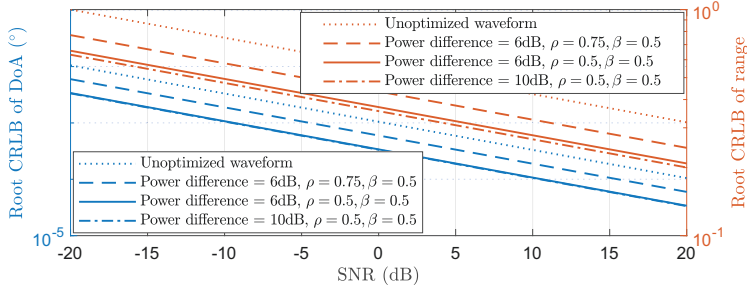 Root CRLB of DoA (°)
10^-5
Unoptimized waveform
Power difference = 6dB, ρ = 0.75, β = 0.5
Power difference = 6dB, ρ = 0.5, β = 0.5
Power difference = 10dB, ρ = 0.5, β = 0.5
Unoptimized waveform
Power difference = 6dB, ρ = 0.75, β = 0.5
Power difference = 6dB, ρ = 0.5, β = 0.5
Power difference = 10dB, ρ = 0.5, β = 0.5
10^0
10^-1
Root CRLB of range
-20 -15 -10 -5 0 5 10 15 20
SNR (dB)